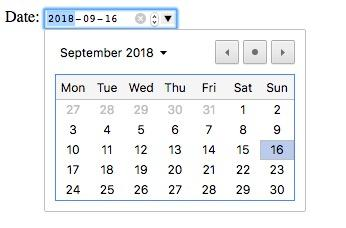 Date: 2018-09-16
September 2018
Mon Tue Wed Thu Fri Sat Sun
27 28 29 30 31 1 2
3 4 5 6 7 8 9
10 11 12 13 14 15 16
17 18 19 20 21 22 23
24 25 26 27 28 29 30